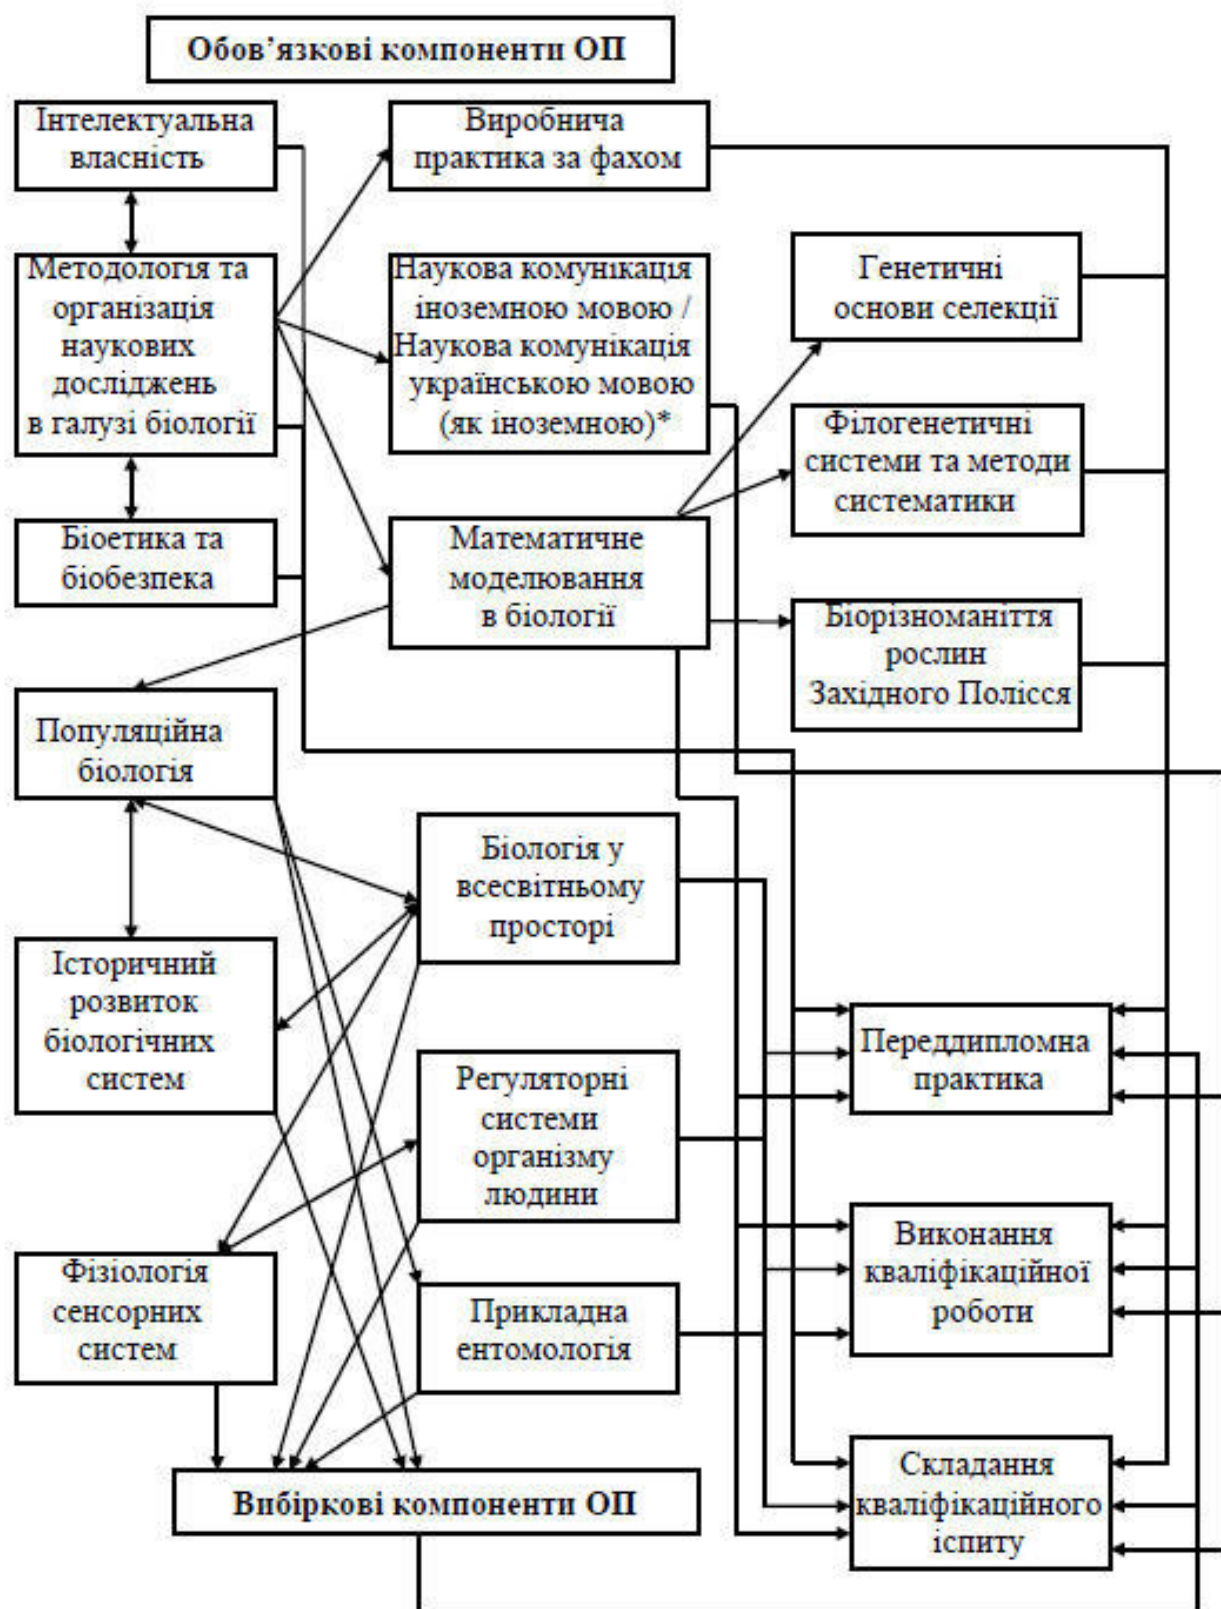 Обов’язкові компоненти ОП
Інтелектуальна
власність
Виробнича
практика за фахом
Методологія та
організація
наукових
досліджень
в галузі біології
Наукова комунікація
іноземною мовою /
Наукова комунікація
українською мовою
(як іноземною)*
Генетичні
основи селекції
Філогенетичні
системи та методи
систематики
Біоетика та
біобезпека
Математичне
моделювання
в біології
Біорізноманіття
рослин
Західного Полісся
Популяційна
біологія
Біологія у
всесвітньому
просторі
Історичний
розвиток
біологічних
систем
Переддипломна
практика
Регуляторні
системи
організму
людини
Виконання
кваліфікаційної
роботи
Фізіологія
сенсорних
систем
Прикладна
ентомологія
Складання
кваліфікаційного
іспиту
Вибіркові компоненти ОП